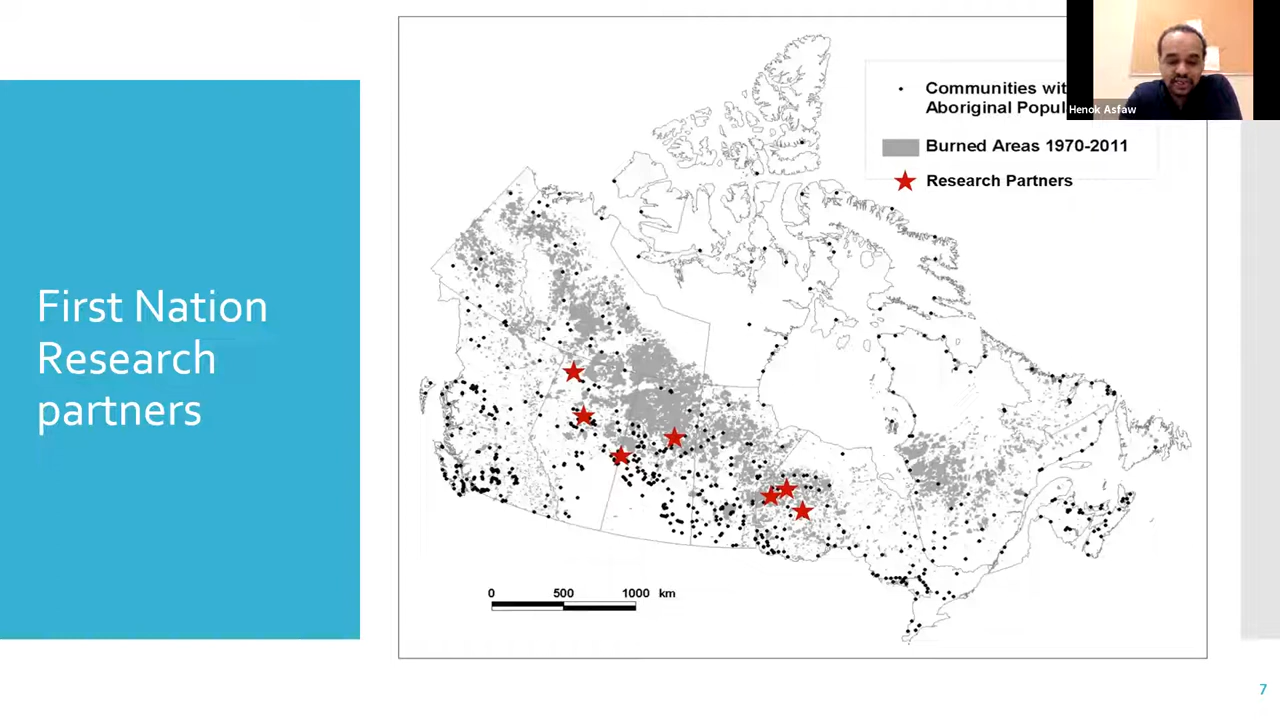 First Nation
Research
partners
Communities wit
Aboriginal Popul
Burned Areas 1970-2011
Research Partners
Henok Asfaw
0 500 1000 km
7